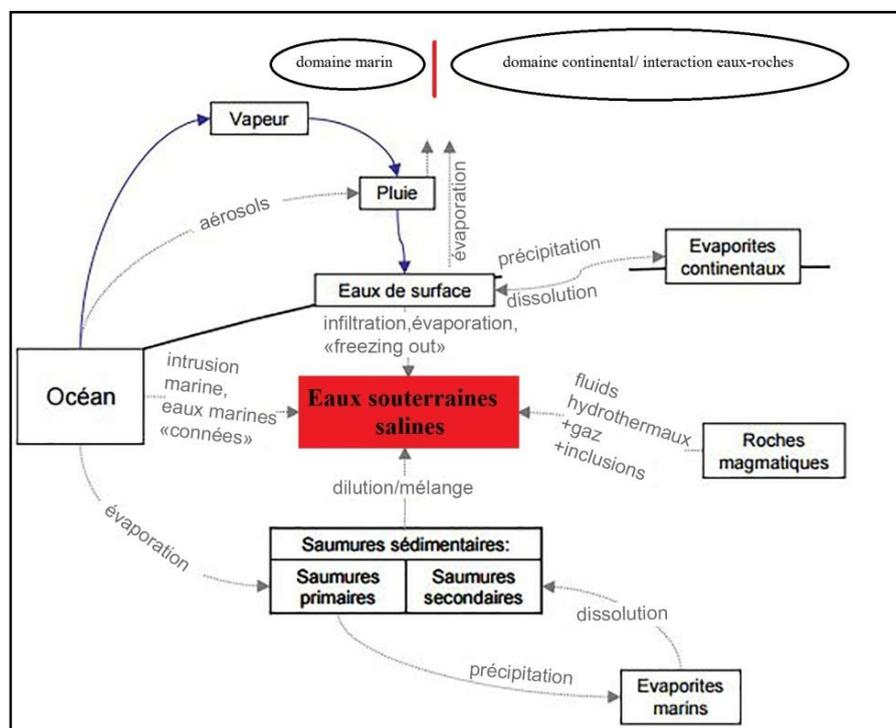 domaine marin
domaine continental/ interaction eaux-roches
Vapeur
Pluie
aérosols
évaporation
précipitation
dissolution
Evaporites
continentaux
Eaux de surface
infiltration,évaporation,
«freezing out»
Océan
intrusion
marine,
eaux marines
«connées»
Eaux souterraines
salines
fluids
hydrothermaux
+gaz
+inclusions
Roches
magmatiques
dilution/mélange
évaporation
Saumures sédimentaires:
Saumures
primaires
Saumures
secondaires
dissolution
précipitation
Evaporites
marins